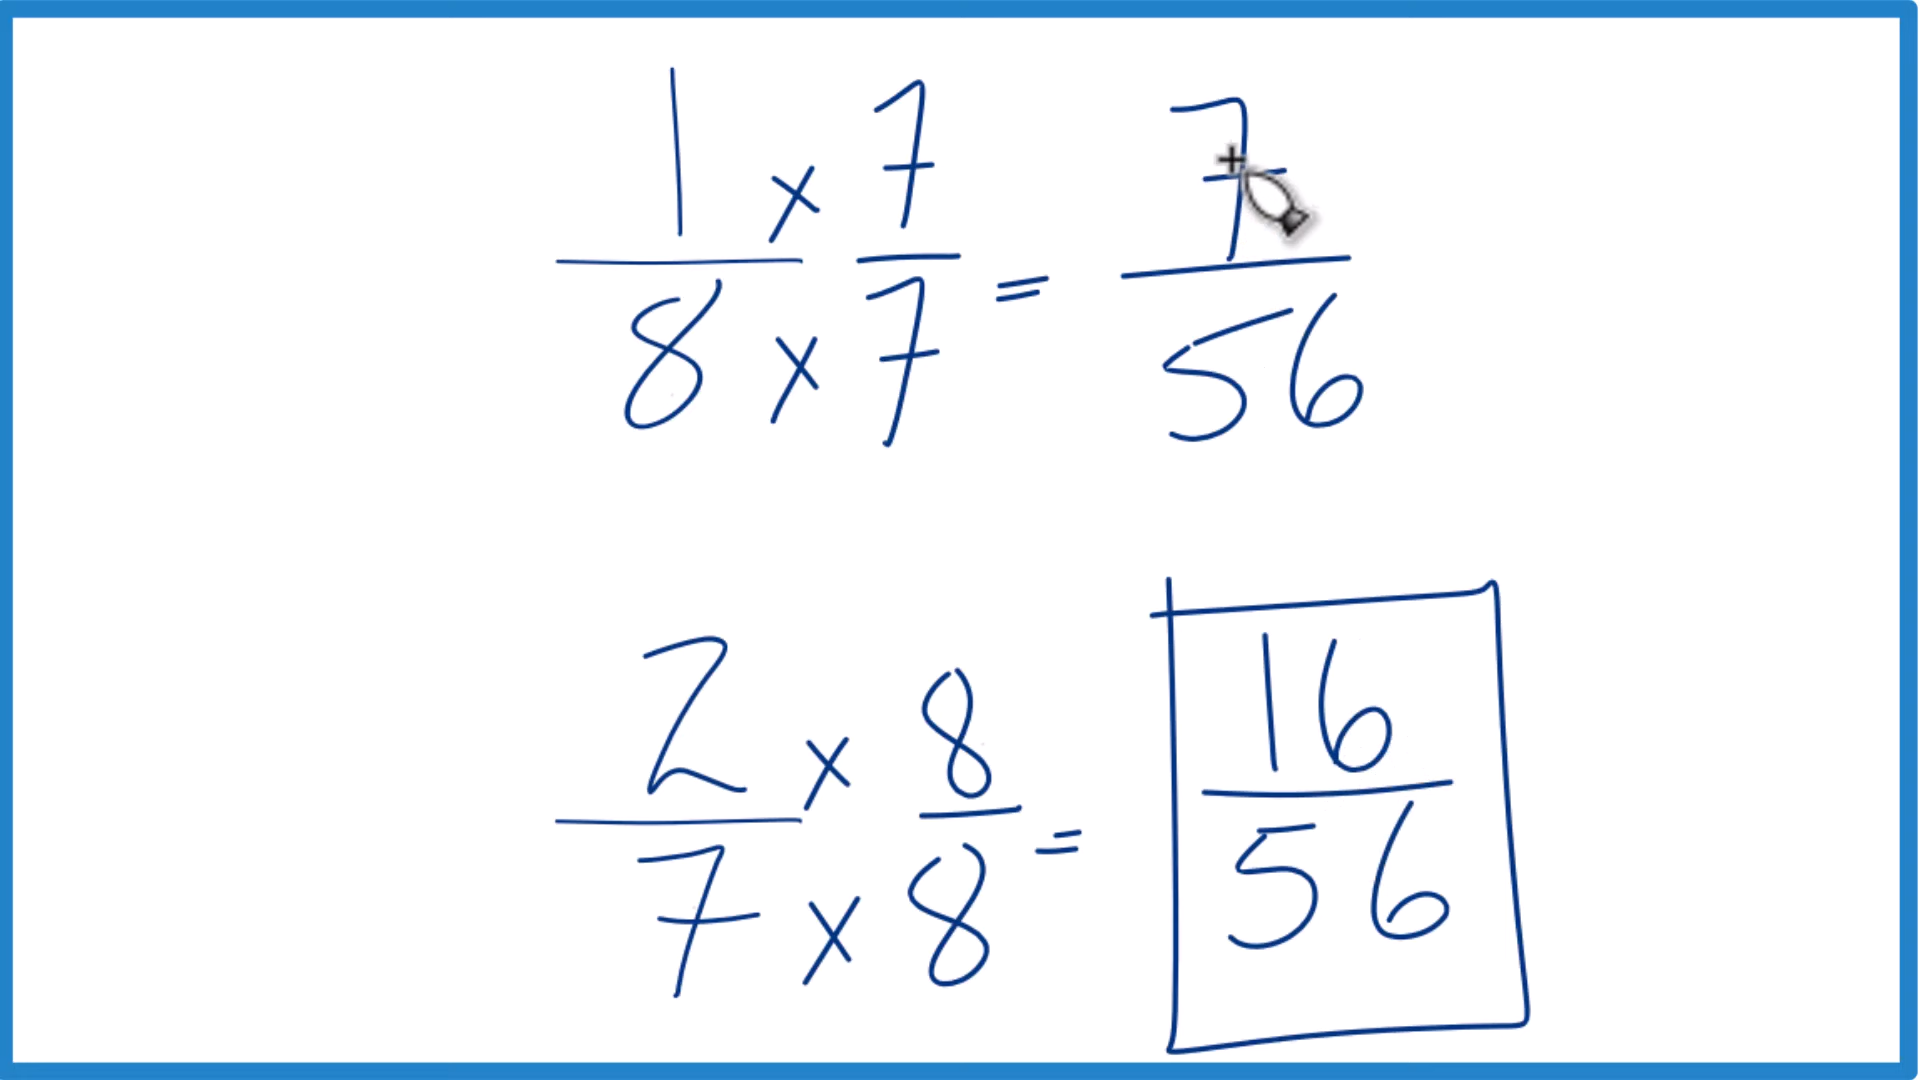 1 x 7 7
8 x 7 = 56
2 x 8 16
7 x 8 = 56